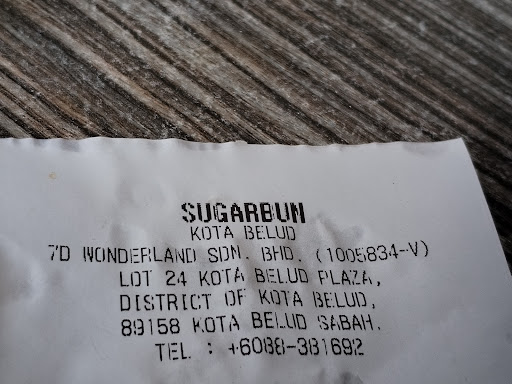 SUGARBUN
KOTA BELUD
7D WONDERLAND SDN. BHD. (1005834-V)
LOT 24 KOTA BELUD PLAZA,
DISTRICT OF KOTA BELUD,
89158 KOTA BELUD SABAH.
TEL. : +6088-381692